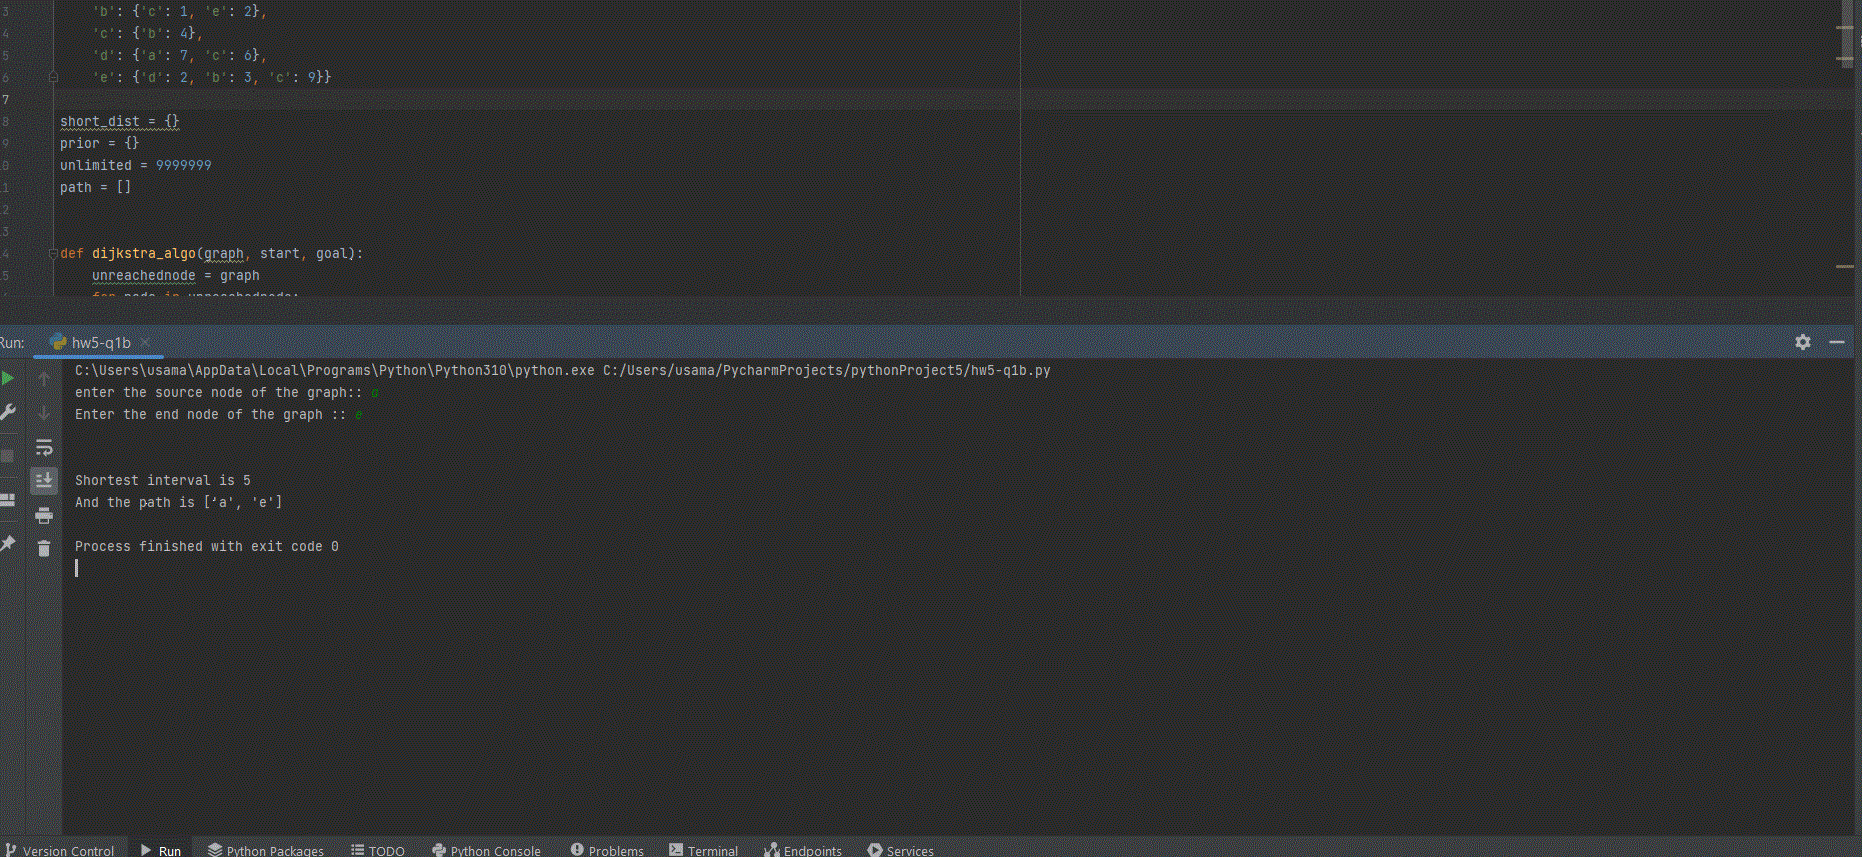 3 'b': {'c': 1, 'e': 2},
4 'c': {'b': 4},
5 'd': {'a': 7, 'c': 6},
6 'e': {'d': 2, 'b': 3, 'c': 9}}
7
8 short_dist = {}
9 prior = {}
0 unlimited = 9999999
1 path = []
2
3
4 def dijkstra_algo(graph, start, goal):
5 unreachednode = graph
for node in unreachednode:
Run: hw5-q1b
C:\Users\usama\AppData\Local\Programs\Python\Python310\python.exe C:/Users/usama/PycharmProjects/pythonProject5/hw5-q1b.py
enter the source node of the graph:: a
Enter the end node of the graph :: e
Shortest interval is 5
And the path is ['a', 'e']
Process finished with exit code 0
Version Control Run Python Packages TODO Python Console Problems Terminal Endpoints Services